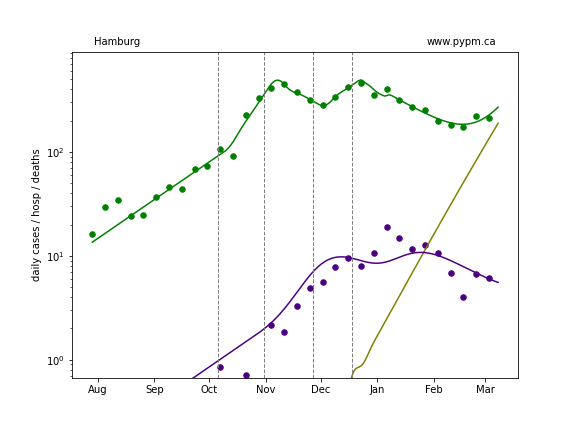 Hamburg www.pypm.ca
daily cases / hosp / deaths
10²
10¹
10⁰
Aug Sep Oct Nov Dec Jan Feb Mar